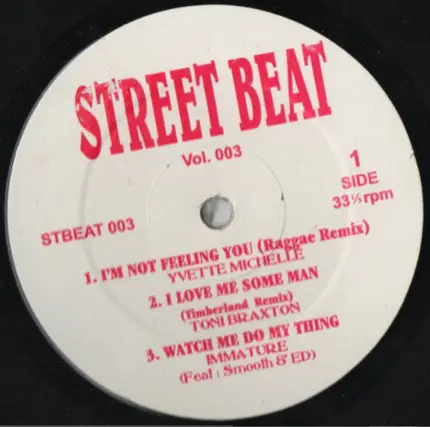 STREET BEAT
Vol. 003
1
SIDE
33⅓rpm
STBEAT 003
1. I'M NOT FEELING YOU (Raggae Remix)
YVETTE MICHELLE
2. I LOVE ME SOME MAN
(Timberland Remix)
TONI BRAXTON
3. WATCH ME DO MY THING
IMMATURE
(Feat : Smooth & ED)